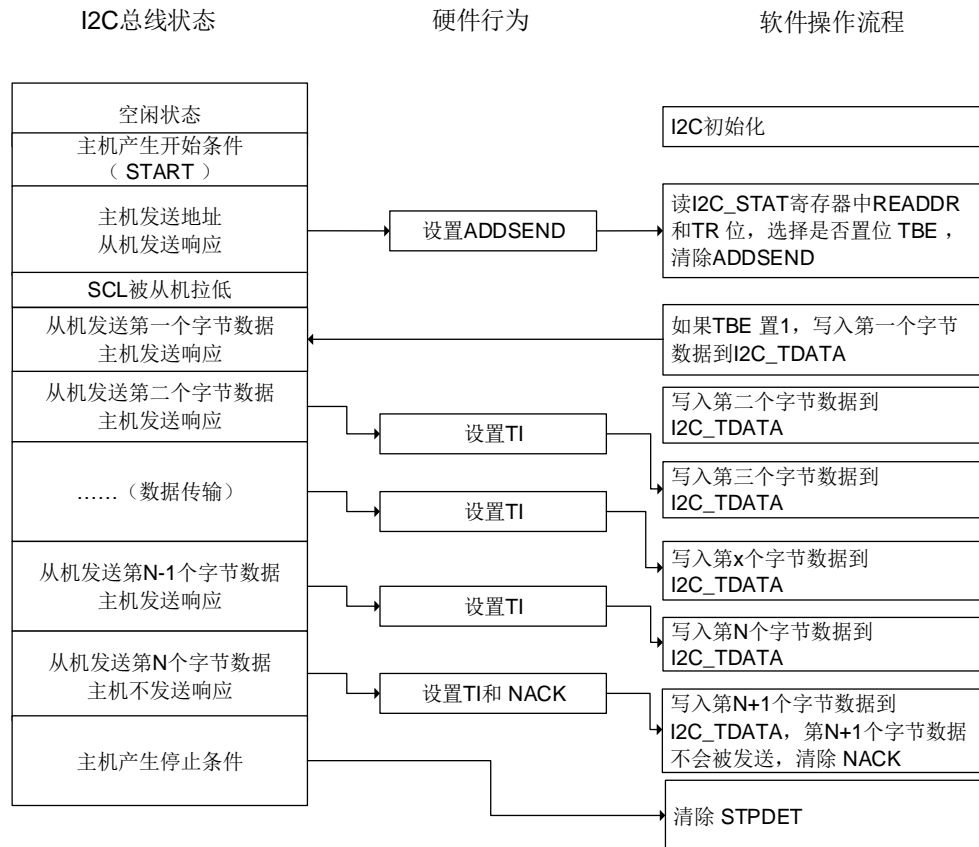 I2C总线状态
硬件行为
软件操作流程
空闲状态
I2C初始化
主机产生开始条件
（ START ）
主机发送地址
从机发送响应
设置ADDSEND
读I2C_STAT寄存器中READDR
和TR 位，选择是否置位 TBE ，
清除ADDSEND
SCL被从机拉低
从机发送第一个字节数据
主机发送响应
如果TBE 置1，写入第一个字节
数据到I2C_TDATA
从机发送第二个字节数据
主机发送响应
设置TI
写入第二个字节数据到
I2C_TDATA
写入第三个字节数据到
I2C_TDATA
……（数据传输）
设置TI
写入第x个字节数据到
I2C_TDATA
从机发送第N-1个字节数据
主机发送响应
设置TI
写入第N个字节数据到
I2C_TDATA
从机发送第N个字节数据
主机不发送响应
设置TI和 NACK
写入第N+1个字节数据到
I2C_TDATA，第N+1个字节数据
不会被发送，清除 NACK
主机产生停止条件
清除 STPDET